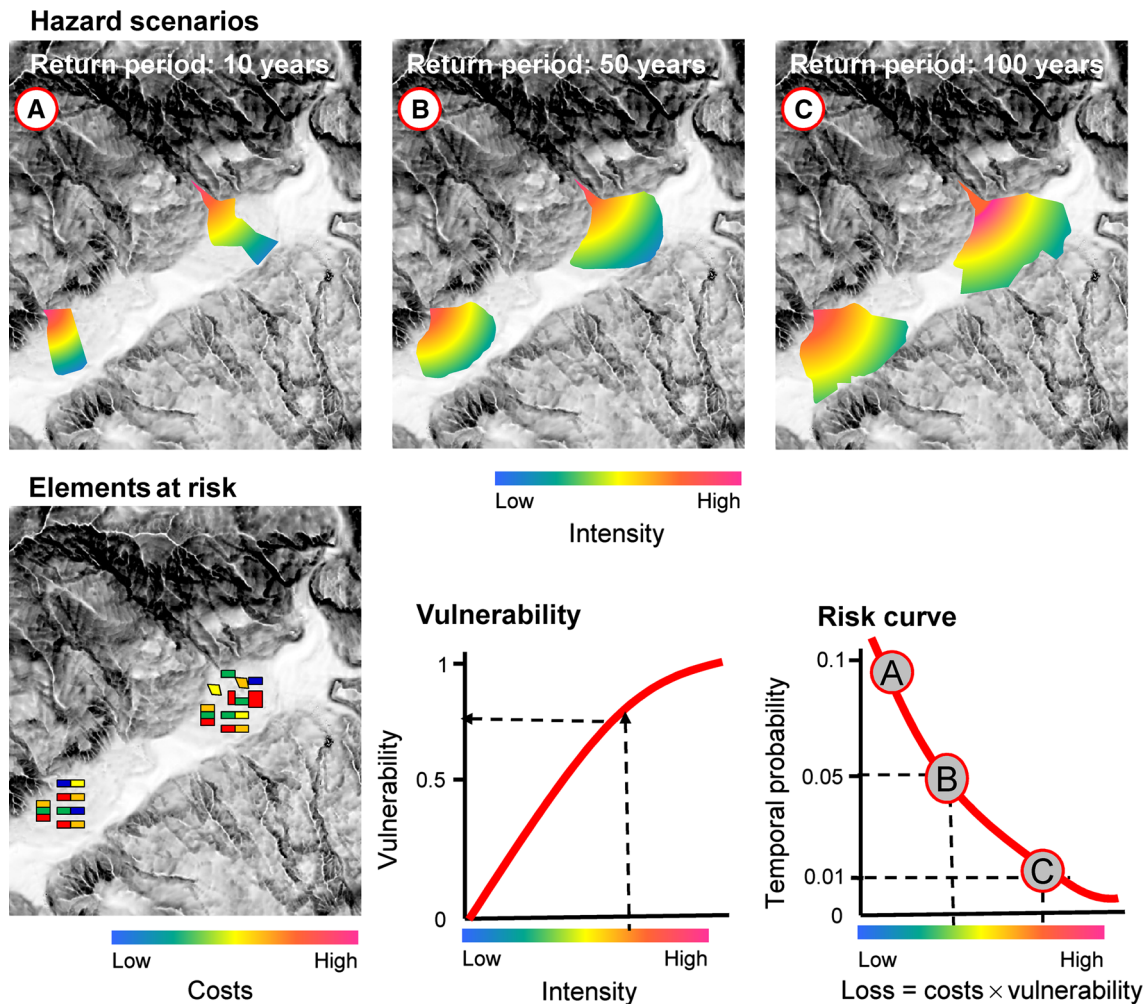 Hazard scenarios
Return period: 10 years
Return period: 50 years
Return period: 100 years
A
B
C
Low
High
Intensity
Elements at risk
Low
High
Costs
Vulnerability
1
0.5
0
Vulnerability
Low
High
Intensity
Risk curve
0.1
0.05
0.01
0
Temporal probability
A
B
C
Low
High
Loss = costs × vulnerability